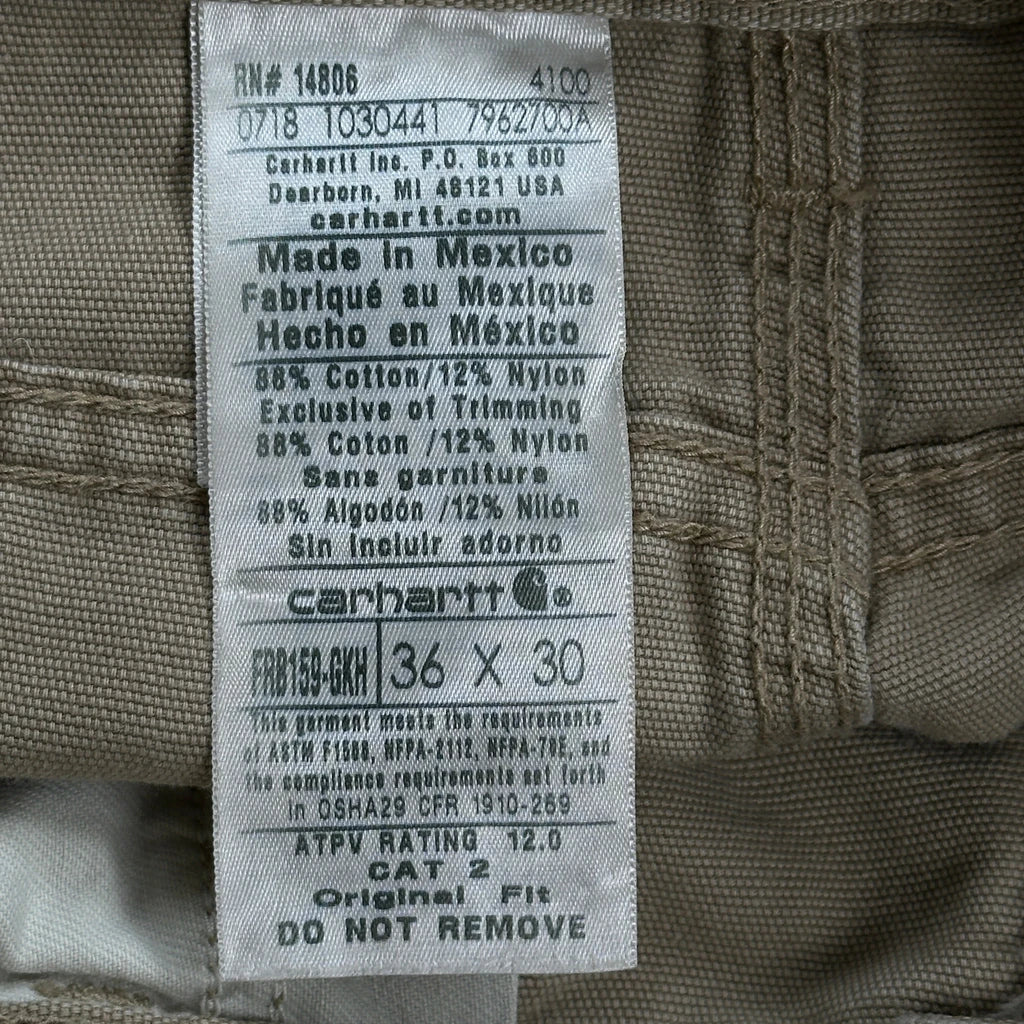 RN# 14806 4100
0718 1030441 7962700A
Carhartt Inc. P.O. Box 600
Dearborn, MI 48121 USA
carhartt.com
Made in Mexico
Fabriqué au Mexique
Hecho en México
88% Cotton/12% Nylon
Exclusive of Trimming
88% Coton /12% Nylon
Sans garniture
88% Algodón /12% Nilón
Sin incluir adorno
carhartt®
FRB159-GKH 36 X 30
This garment meets the requirements
of ASTM F1506, NFPA-2112, NFPA-70E, and
the compliance requirements set forth
in OSHA29 CFR 1910-269
ATPV RATING 12.0
CAT 2
Original Fit
DO NOT REMOVE